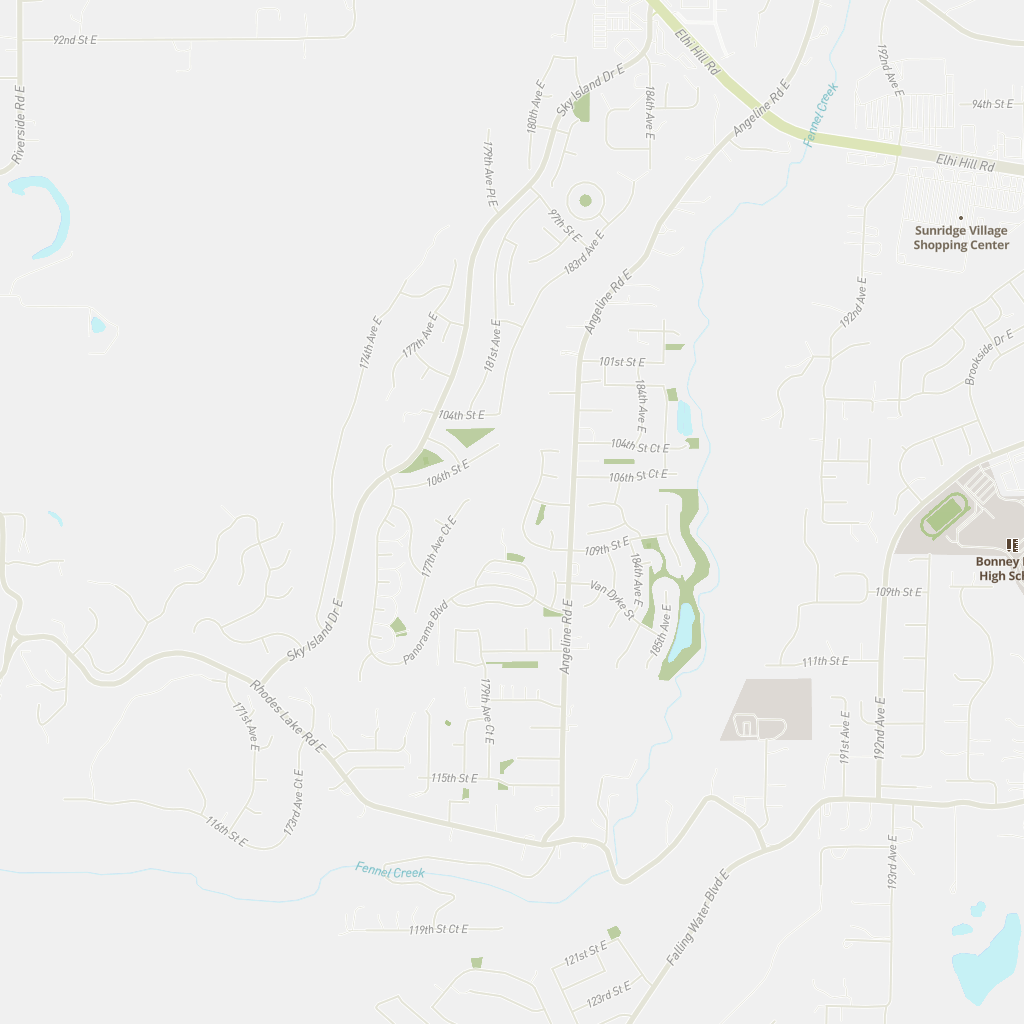 92nd St E
Elhi Hill Rd
192nd Ave E
Sky Island Dr E
180th Ave E
184th Ave E
Angeline Rd E
Fennel Creek
94th St E
Riverside Rd E
179th Ave Pl E
Elhi Hill Rd
97th St E
183rd Ave E
Sunridge Village
Shopping Center
Angeline Rd E
192nd Ave E
174th Ave E
177th Ave E
181st Ave E
101st St E
Brookside Dr E
184th Ave E
104th St E
104th St Ct E
106th St E
106th St Ct E
177th Ave Ct E
109th St E
Bonney
High
184th Ave E
Van Dyke St
109th St E
Sky Island Dr E
Panorama Blvd
Angeline Rd E
185th Ave E
111th St E
Rhodes Lake Rd E
171st Ave E
179th Ave Ct E
191st Ave E
192nd Ave E
115th St E
173rd Ave Ct E
116th St E
Fennel Creek
193rd Ave E
Falling Water Blvd E
119th St Ct E
121st St E
123rd St E